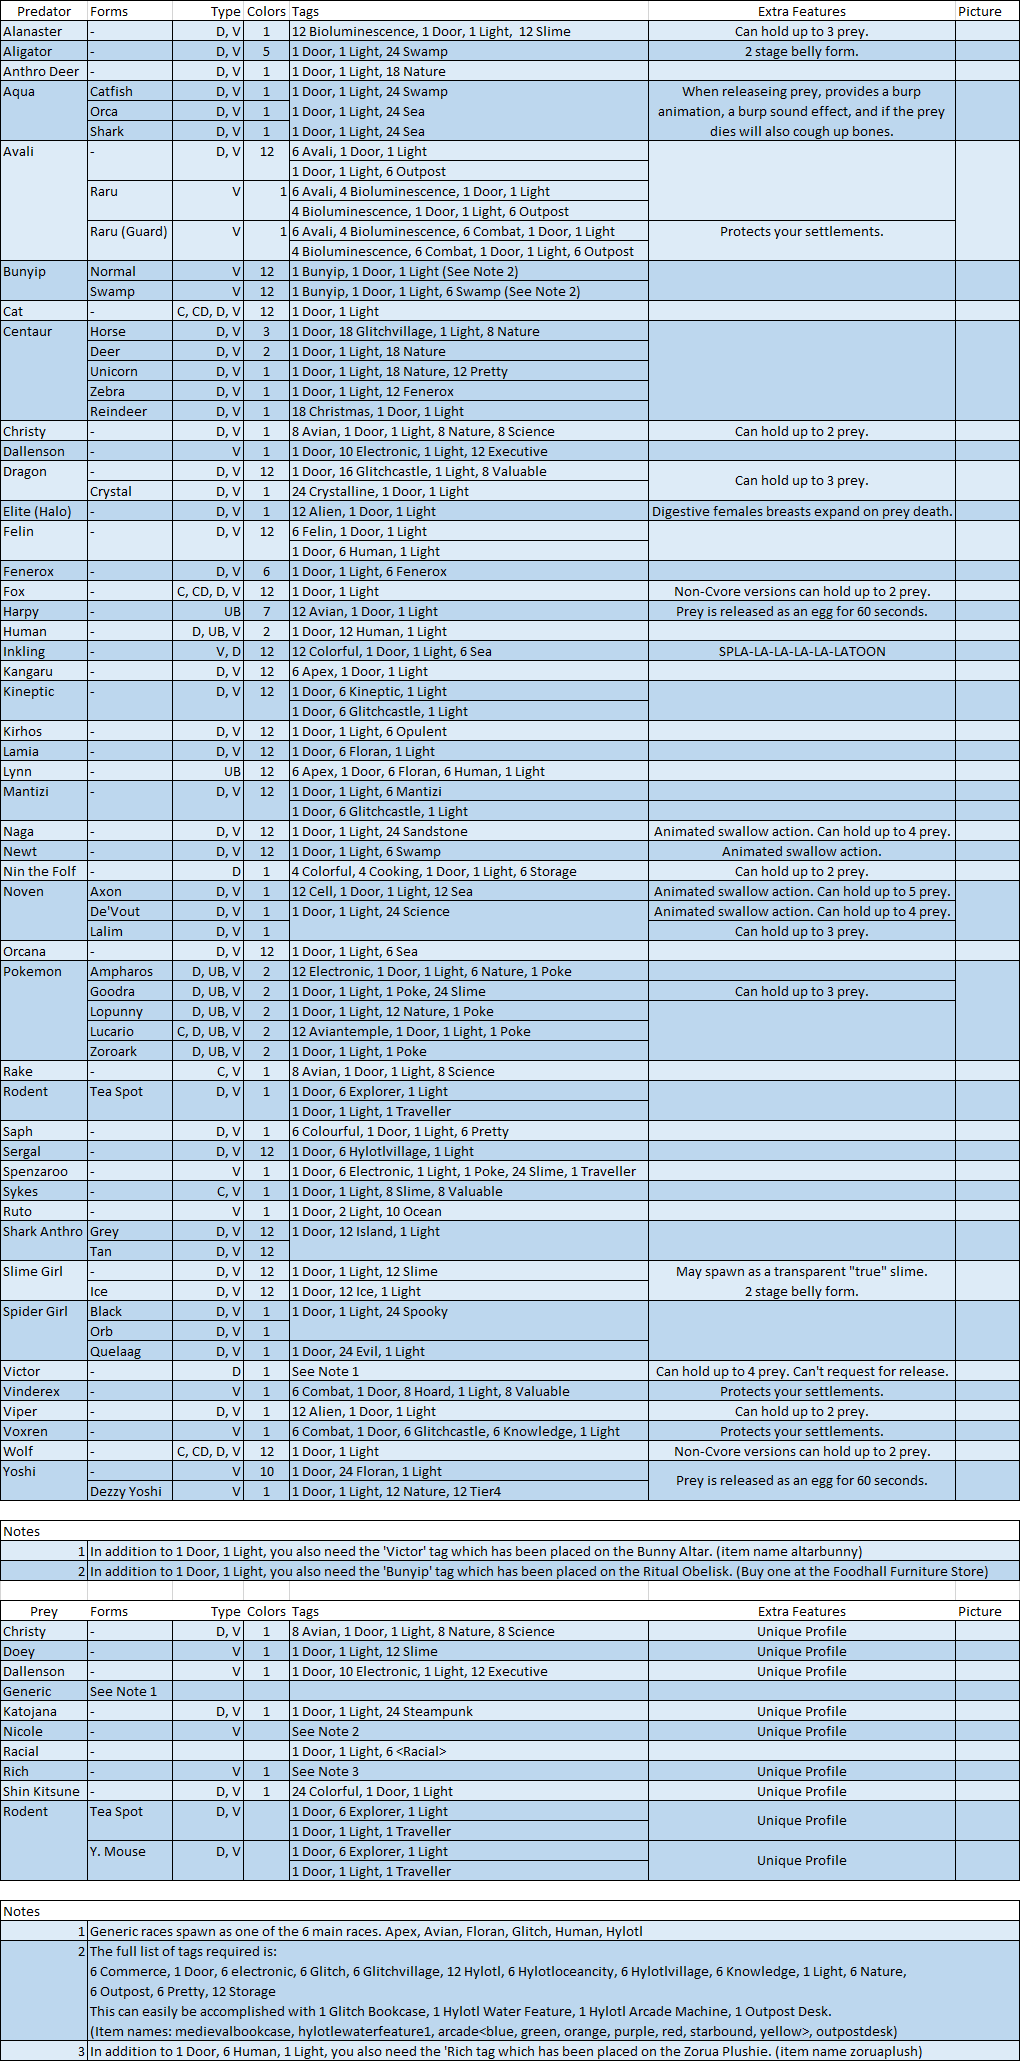 Predator Forms Type Colors Tags Extra Features Picture
Alanaster - D, V 1 12 Bioluminescence, 1 Door, 1 Light, 12 Slime Can hold up to 3 prey.
Aligator - D, V 5 1 Door, 1 Light, 24 Swamp 2 stage belly form.
Anthro Deer - D, V 1 1 Door, 1 Light, 18 Nature
Aqua Catfish D, V 1 1 Door, 1 Light, 24 Swamp When releaseing prey, provides a burp
Orca D, V 1 1 Door, 1 Light, 24 Sea animation, a burp sound effect, and if the prey
Shark D, V 1 1 Door, 1 Light, 24 Sea dies will also cough up bones.
Avali - D, V 12 6 Avali, 1 Door, 1 Light
1 Door, 1 Light, 6 Outpost
Raru V 1 6 Avali, 4 Bioluminescence, 1 Door, 1 Light
4 Bioluminescence, 1 Door, 1 Light, 6 Outpost
Raru (Guard) V 1 6 Avali, 4 Bioluminescence, 6 Combat, 1 Door, 1 Light Protects your settlements.
4 Bioluminescence, 6 Combat, 1 Door, 1 Light, 6 Outpost
Bunyip Normal V 12 1 Bunyip, 1 Door, 1 Light (See Note 2)
Swamp V 12 1 Bunyip, 1 Door, 1 Light, 6 Swamp (See Note 2)
Cat - C, CD, D, V 12 1 Door, 1 Light
Centaur Horse D, V 3 1 Door, 18 Glitchvillage, 1 Light, 8 Nature
Deer D, V 2 1 Door, 1 Light, 18 Nature
Unicorn D, V 1 1 Door, 1 Light, 18 Nature, 12 Pretty
Zebra D, V 1 1 Door, 1 Light, 12 Fenerox
Reindeer D, V 1 18 Christmas, 1 Door, 1 Light
Christy - D, V 1 8 Avian, 1 Door, 1 Light, 8 Nature, 8 Science Can hold up to 2 prey.
Dallenson - V 1 1 Door, 10 Electronic, 1 Light, 12 Executive
Dragon - D, V 12 1 Door, 16 Glitchcastle, 1 Light, 8 Valuable
Can hold up to 3 prey.
Crystal D, V 1 24 Crystalline, 1 Door, 1 Light
Elite (Halo) - D, V 1 12 Alien, 1 Door, 1 Light Digestive females breasts expand on prey death.
Felin - D, V 12 6 Felin, 1 Door, 1 Light
1 Door, 6 Human, 1 Light
Fenerox - D, V 6 1 Door, 1 Light, 6 Fenerox
Fox - C, CD, D, V 12 1 Door, 1 Light Non-Cvore versions can hold up to 2 prey.
Harpy - UB 7 12 Avian, 1 Door, 1 Light Prey is released as an egg for 60 seconds.
Human - D, UB, V 2 1 Door, 12 Human, 1 Light
Inkling - V, D 12 12 Colorful, 1 Door, 1 Light, 6 Sea SPLA-LA-LA-LA-LA-LATOON
Kangaru - D, V 12 6 Apex, 1 Door, 1 Light
Kineptic - D, V 12 1 Door, 6 Kineptic, 1 Light
1 Door, 6 Glitchcastle, 1 Light
Kirhos - D, V 12 1 Door, 1 Light, 6 Opulent
Lamia - D, V 12 1 Door, 6 Floran, 1 Light
Lynn - UB 12 6 Apex, 1 Door, 6 Floran, 6 Human, 1 Light
Mantizi - D, V 12 1 Door, 1 Light, 6 Mantizi
1 Door, 6 Glitchcastle, 1 Light
Naga - D, V 12 1 Door, 1 Light, 24 Sandstone Animated swallow action. Can hold up to 4 prey.
Newt - D, V 12 1 Door, 1 Light, 6 Swamp Animated swallow action.
Nin the Folf - D 1 4 Colorful, 4 Cooking, 1 Door, 1 Light, 6 Storage Can hold up to 2 prey.
Noven Axon D, V 1 12 Cell, 1 Door, 1 Light, 12 Sea Animated swallow action. Can hold up to 5 prey.
De'Vout D, V 1 1 Door, 1 Light, 24 Science Animated swallow action. Can hold up to 4 prey.
Lalim D, V 1 Can hold up to 3 prey.
Orcana - D, V 12 1 Door, 1 Light, 6 Sea
Pokemon Ampharos D, UB, V 2 12 Electronic, 1 Door, 1 Light, 6 Nature, 1 Poke
Goodra D, UB, V 2 1 Door, 1 Light, 1 Poke, 24 Slime Can hold up to 3 prey.
Lopunny D, UB, V 2 1 Door, 1 Light, 12 Nature, 1 Poke
Lucario C, D, UB, V 2 12 Aviantemple, 1 Door, 1 Light, 1 Poke
Zoroark D, UB, V 2 1 Door, 1 Light, 1 Poke
Rake - C, V 1 8 Avian, 1 Door, 1 Light, 8 Science
Rodent Tea Spot D, V 1 1 Door, 6 Explorer, 1 Light
1 Door, 1 Light, 1 Traveller
Saph - D, V 1 6 Colourful, 1 Door, 1 Light, 6 Pretty
Sergal - D, V 12 1 Door, 6 Hylotlvillage, 1 Light
Spenzaroo - V 1 1 Door, 6 Electronic, 1 Light, 1 Poke, 24 Slime, 1 Traveller
Sykes - C, V 1 1 Door, 1 Light, 8 Slime, 8 Valuable
Ruto - V 1 1 Door, 2 Light, 10 Ocean
Shark Anthro Grey D, V 12 1 Door, 12 Island, 1 Light
Tan D, V 12
Slime Girl - D, V 12 1 Door, 1 Light, 12 Slime May spawn as a transparent "true" slime.
Ice D, V 12 1 Door, 12 Ice, 1 Light 2 stage belly form.
Spider Girl Black D, V 1 1 Door, 1 Light, 24 Spooky
Orb D, V 1
Quelaag D, V 1 1 Door, 24 Evil, 1 Light
Victor - D 1 See Note 1 Can hold up to 4 prey. Can't request for release.
Vinderex - V 1 6 Combat, 1 Door, 8 Hoard, 1 Light, 8 Valuable Protects your settlements.
Viper - D, V 1 12 Alien, 1 Door, 1 Light Can hold up to 2 prey.
Voxren - V 1 6 Combat, 1 Door, 6 Glitchcastle, 6 Knowledge, 1 Light Protects your settlements.
Wolf - C, CD, D, V 12 1 Door, 1 Light Non-Cvore versions can hold up to 2 prey.
Yoshi - V 10 1 Door, 24 Floran, 1 Light
Prey is released as an egg for 60 seconds.
Dezzy Yoshi V 1 1 Door, 1 Light, 12 Nature, 12 Tier4
Notes
1 In addition to 1 Door, 1 Light, you also need the 'Victor' tag which has been placed on the Bunny Altar. (item name altarbunny)
2 In addition to 1 Door, 1 Light, you also need the 'Bunyip' tag which has been placed on the Ritual Obelisk. (Buy one at the Foodhall Furniture Store)
Prey Forms Type Colors Tags Extra Features Picture
Christy - D, V 1 8 Avian, 1 Door, 1 Light, 8 Nature, 8 Science Unique Profile
Doey - V 1 1 Door, 1 Light, 12 Slime Unique Profile
Dallenson - V 1 1 Door, 10 Electronic, 1 Light, 12 Executive Unique Profile
Generic See Note 1
Katojana - D, V 1 1 Door, 1 Light, 24 Steampunk Unique Profile
Nicole - V See Note 2 Unique Profile
Racial - 1 Door, 1 Light, 6 <Racial>
Rich - V 1 See Note 3 Unique Profile
Shin Kitsune - D, V 1 24 Colorful, 1 Door, 1 Light Unique Profile
Rodent Tea Spot D, V 1 Door, 6 Explorer, 1 Light
Unique Profile
1 Door, 1 Light, 1 Traveller
Y. Mouse D, V 1 Door, 6 Explorer, 1 Light
Unique Profile
1 Door, 1 Light, 1 Traveller
Notes
1 Generic races spawn as one of the 6 main races. Apex, Avian, Floran, Glitch, Human, Hylotl
2 The full list of tags required is:
6 Commerce, 1 Door, 6 electronic, 6 Glitch, 6 Glitchvillage, 12 Hylotl, 6 Hylotloceancity, 6 Hylotlvillage, 6 Knowledge, 1 Light, 6 Nature,
6 Outpost, 6 Pretty, 12 Storage
This can easily be accomplished with 1 Glitch Bookcase, 1 Hylotl Water Feature, 1 Hylotl Arcade Machine, 1 Outpost Desk.
(Item names: medievalbookcase, hylotlewaterfeature1, arcade<blue, green, orange, purple, red, starbound, yellow>, outpostdesk)
3 In addition to 1 Door, 6 Human, 1 Light, you also need the 'Rich tag which has been placed on the Zorua Plushie. (item name zoruaplush)